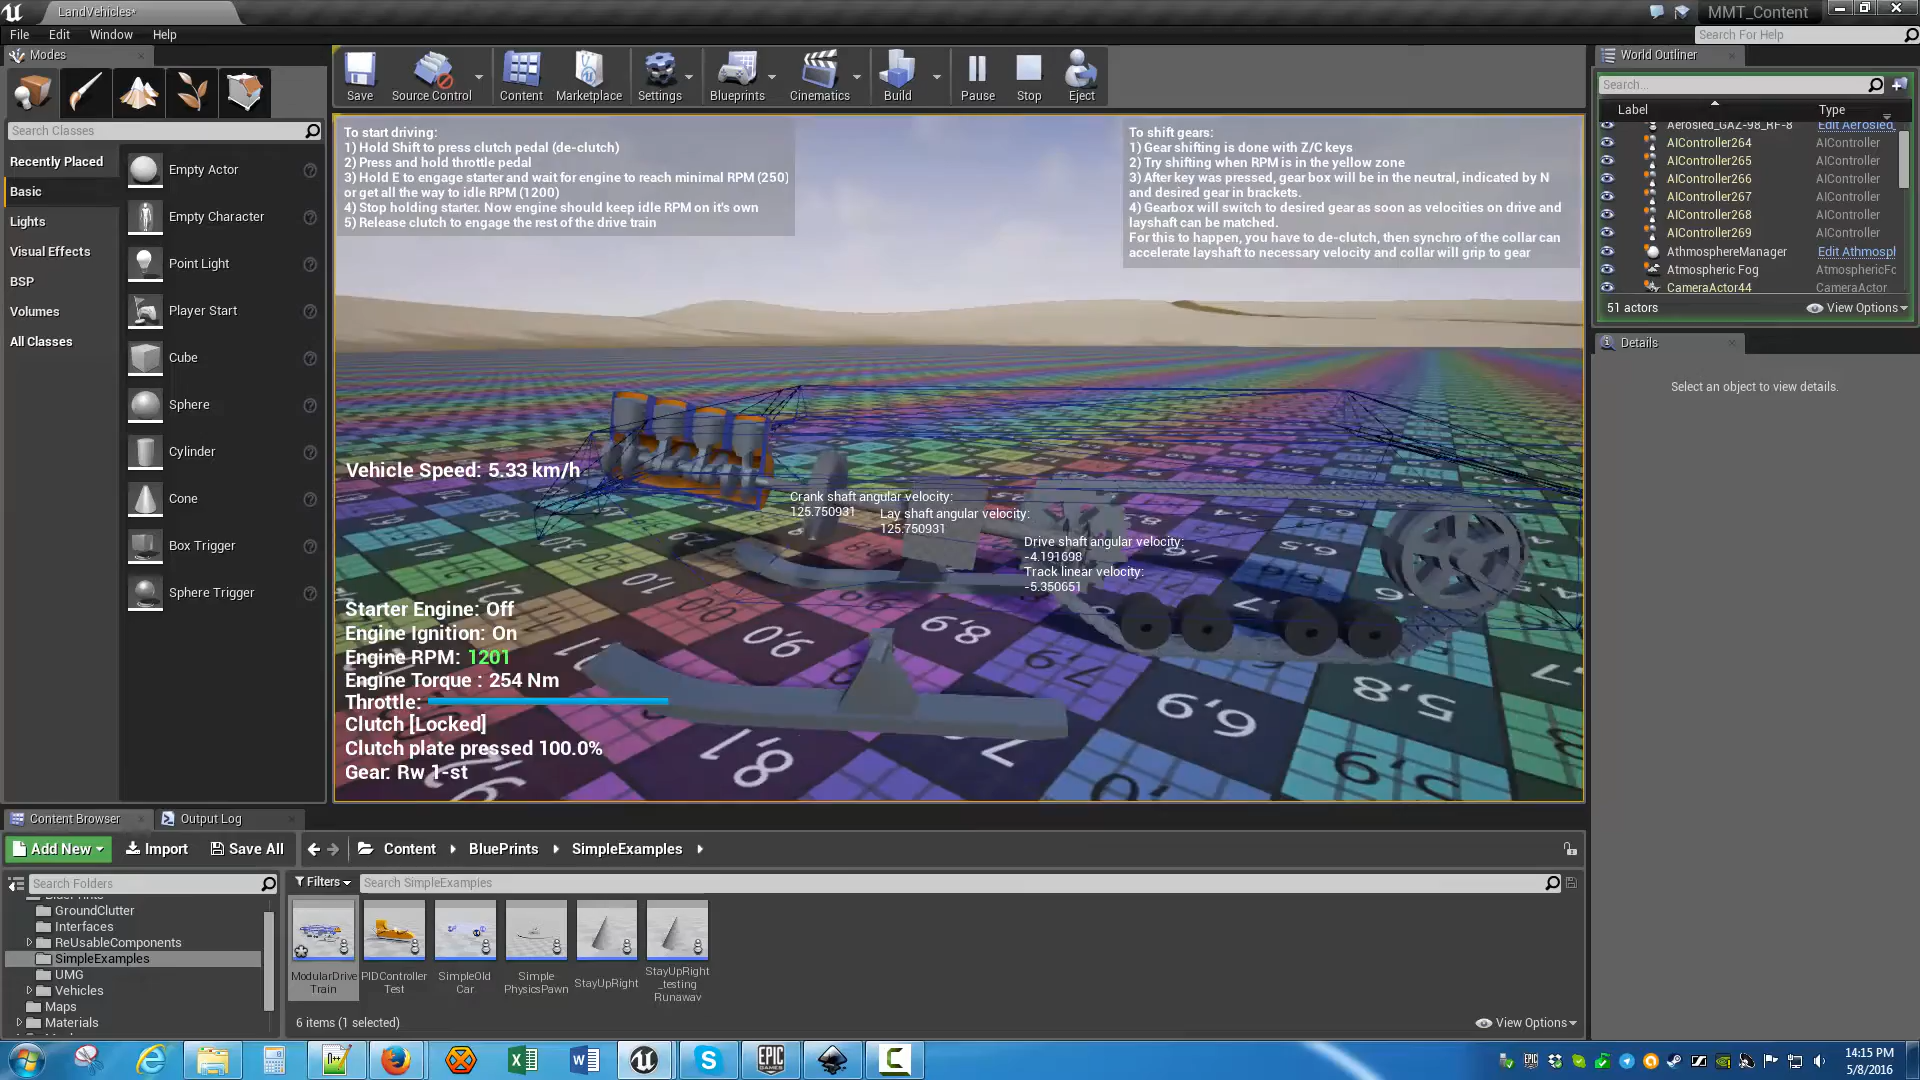 LandVehicles*
MMT_Content
File Edit Window Help
Search For Help
Modes
Search Classes
Recently Placed
Basic
Lights
Visual Effects
BSP
Volumes
All Classes
Empty Actor
Empty Character
Point Light
Player Start
Cube
Sphere
Cylinder
Cone
Box Trigger
Sphere Trigger
Save Source Control Content Marketplace Settings Blueprints Cinematics Build Pause Stop Eject
To start driving:
1) Hold Shift to press clutch pedal (de-clutch)
2) Press and hold throttle pedal
3) Hold E to engage starter and wait for engine to reach minimal RPM (250)
or get all the way to idle RPM (1200)
4) Stop holding starter. Now engine should keep idle RPM on it's own
5) Release clutch to engage the rest of the drive train
To shift gears:
1) Gear shifting is done with Z/C keys
2) Try shifting when RPM is in the yellow zone
3) After key was pressed, gear box will be in the neutral, indicated by N
and desired gear in brackets.
4) Gearbox will switch to desired gear as soon as velocities on drive and
layshaft can be matched.
For this to happen, you have to de-clutch, then synchro of the collar can
accelerate layshaft to necessary velocity and collar will grip to gear
Vehicle Speed: 5.33 km/h
Crank shaft angular velocity:
125.750931
Lay shaft angular velocity:
125.750931
Drive shaft angular velocity:
-4.191698
Track linear velocity:
-5.350651
Starter Engine: Off
Engine Ignition: On
Engine RPM: 1201
Engine Torque : 254 Nm
Throttle:
Clutch [Locked]
Clutch plate pressed 100.0%
Gear: Rw 1-st
World Outliner
Search...
Label Type
Aerosled_GAZ-98_RF-8 Edit Aerosled_
AIController264 AIController
AIController265 AIController
AIController266 AIController
AIController267 AIController
AIController268 AIController
AIController269 AIController
AthmosphereManager Edit Athmosph
Atmospheric Fog AtmosphericFo
CameraActor44 CameraActor
51 actors View Options
Details
Select an object to view details.
Content Browser Output Log
Add New Import Save All Content BluePrints SimpleExamples
Search Folders
BluePrints
GroundClutter
Interfaces
ReUsableComponents
SimpleExamples
UMG
Vehicles
Maps
Materials
Filters Search SimpleExamples
ModularDrive
Train
PIDController
Test
SimpleOld
Car
Simple
PhysicsPawn
StayUpRight
StayUpRight
_testing
Runaway
6 items (1 selected) View Options
14:15 PM
5/8/2016